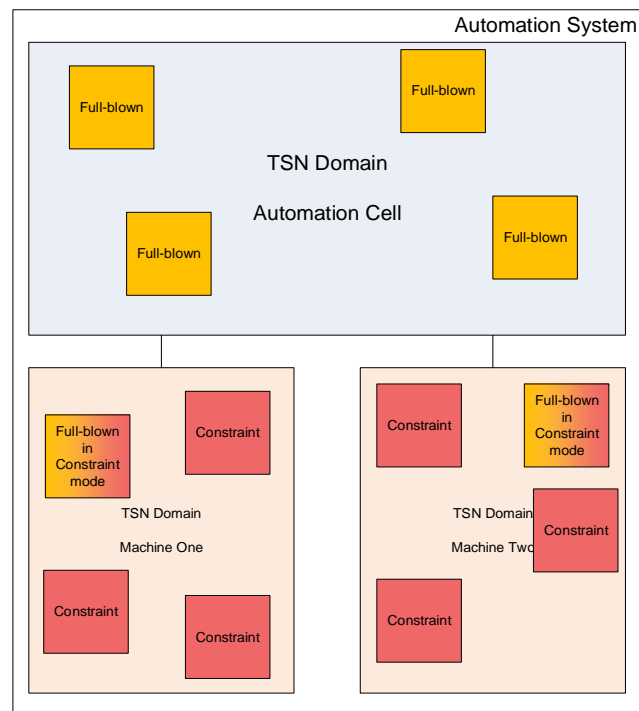 Automation System
Full-blown
Full-blown
TSN Domain
Automation Cell
Full-blown
Full-blown
Full-blown
in
Constraint
mode
Constraint
TSN Domain
Machine One
Constraint
Constraint
Constraint
Full-blown
in
Constraint
mode
TSN Domain
Machine Two
Constraint
Constraint